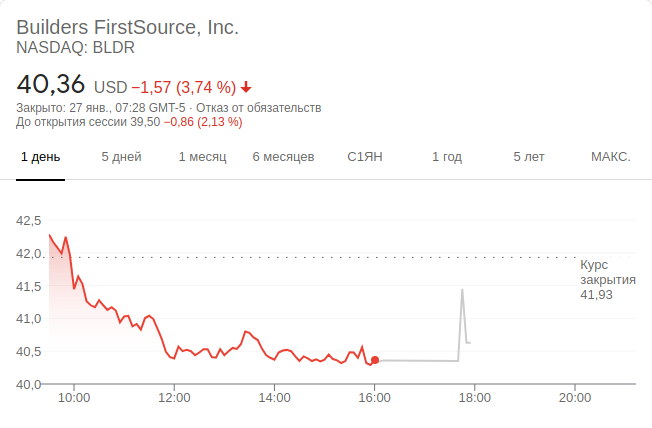 Builders FirstSource, Inc.
NASDAQ: BLDR
40,36 USD −1,57 (3,74 %)
Закрыто: 27 янв., 07:28 GMT-5 · Отказ от обязательств
До открытия сессии 39,50 −0,86 (2,13 %)
1 день 5 дней 1 месяц 6 месяцев С1ЯН 1 год 5 лет МАКС.
42,5
42,0
Курс
закрытия
41,93
41,5
41,0
40,5
40,0
10:00 12:00 14:00 16:00 18:00 20:00